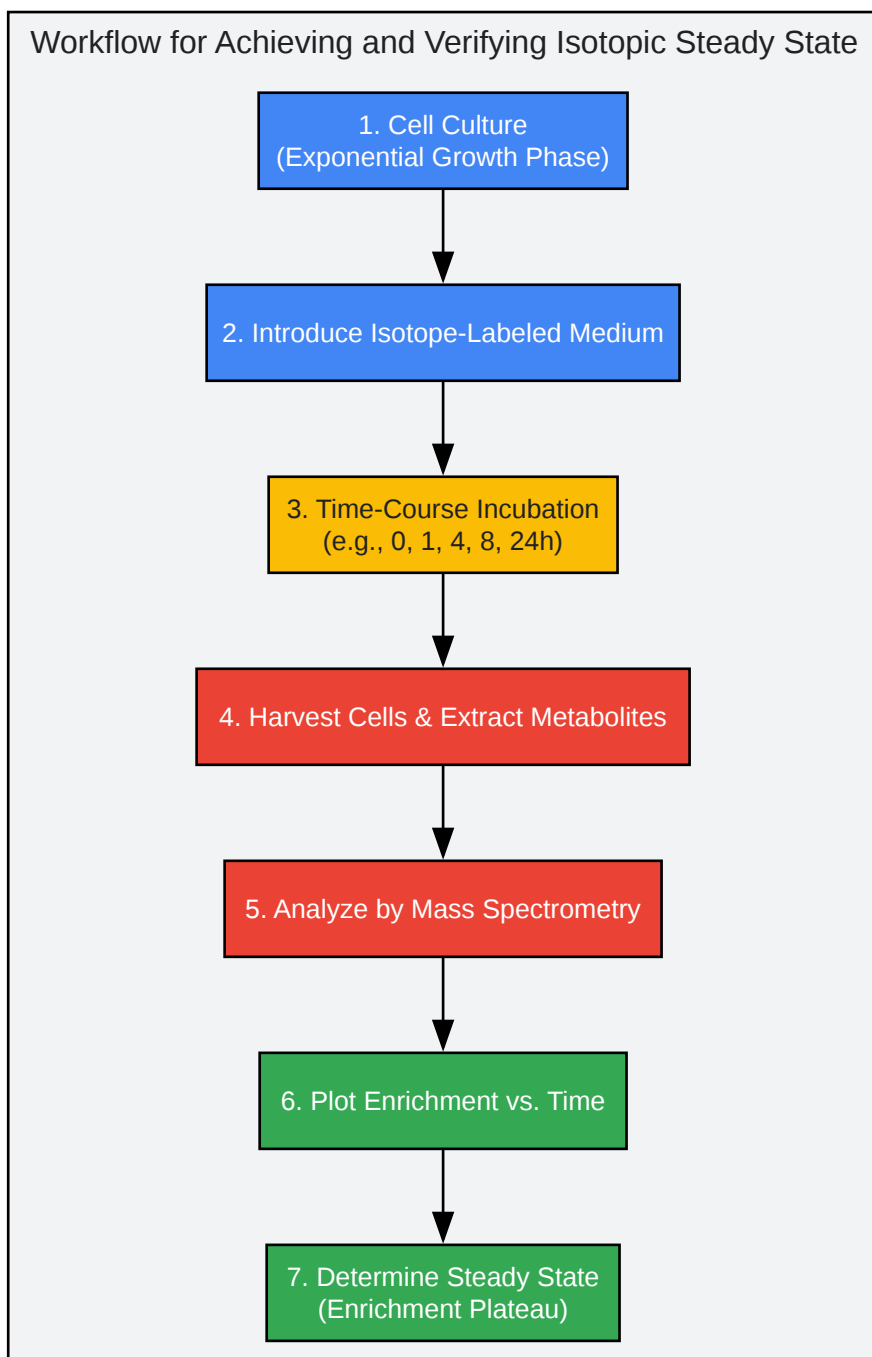 Workflow for Achieving and Verifying Isotopic Steady State
1. Cell Culture
(Exponential Growth Phase)
2. Introduce Isotope-Labeled Medium
3. Time-Course Incubation
(e.g., 0, 1, 4, 8, 24h)
4. Harvest Cells & Extract Metabolites
5. Analyze by Mass Spectrometry
6. Plot Enrichment vs. Time
7. Determine Steady State
(Enrichment Plateau)